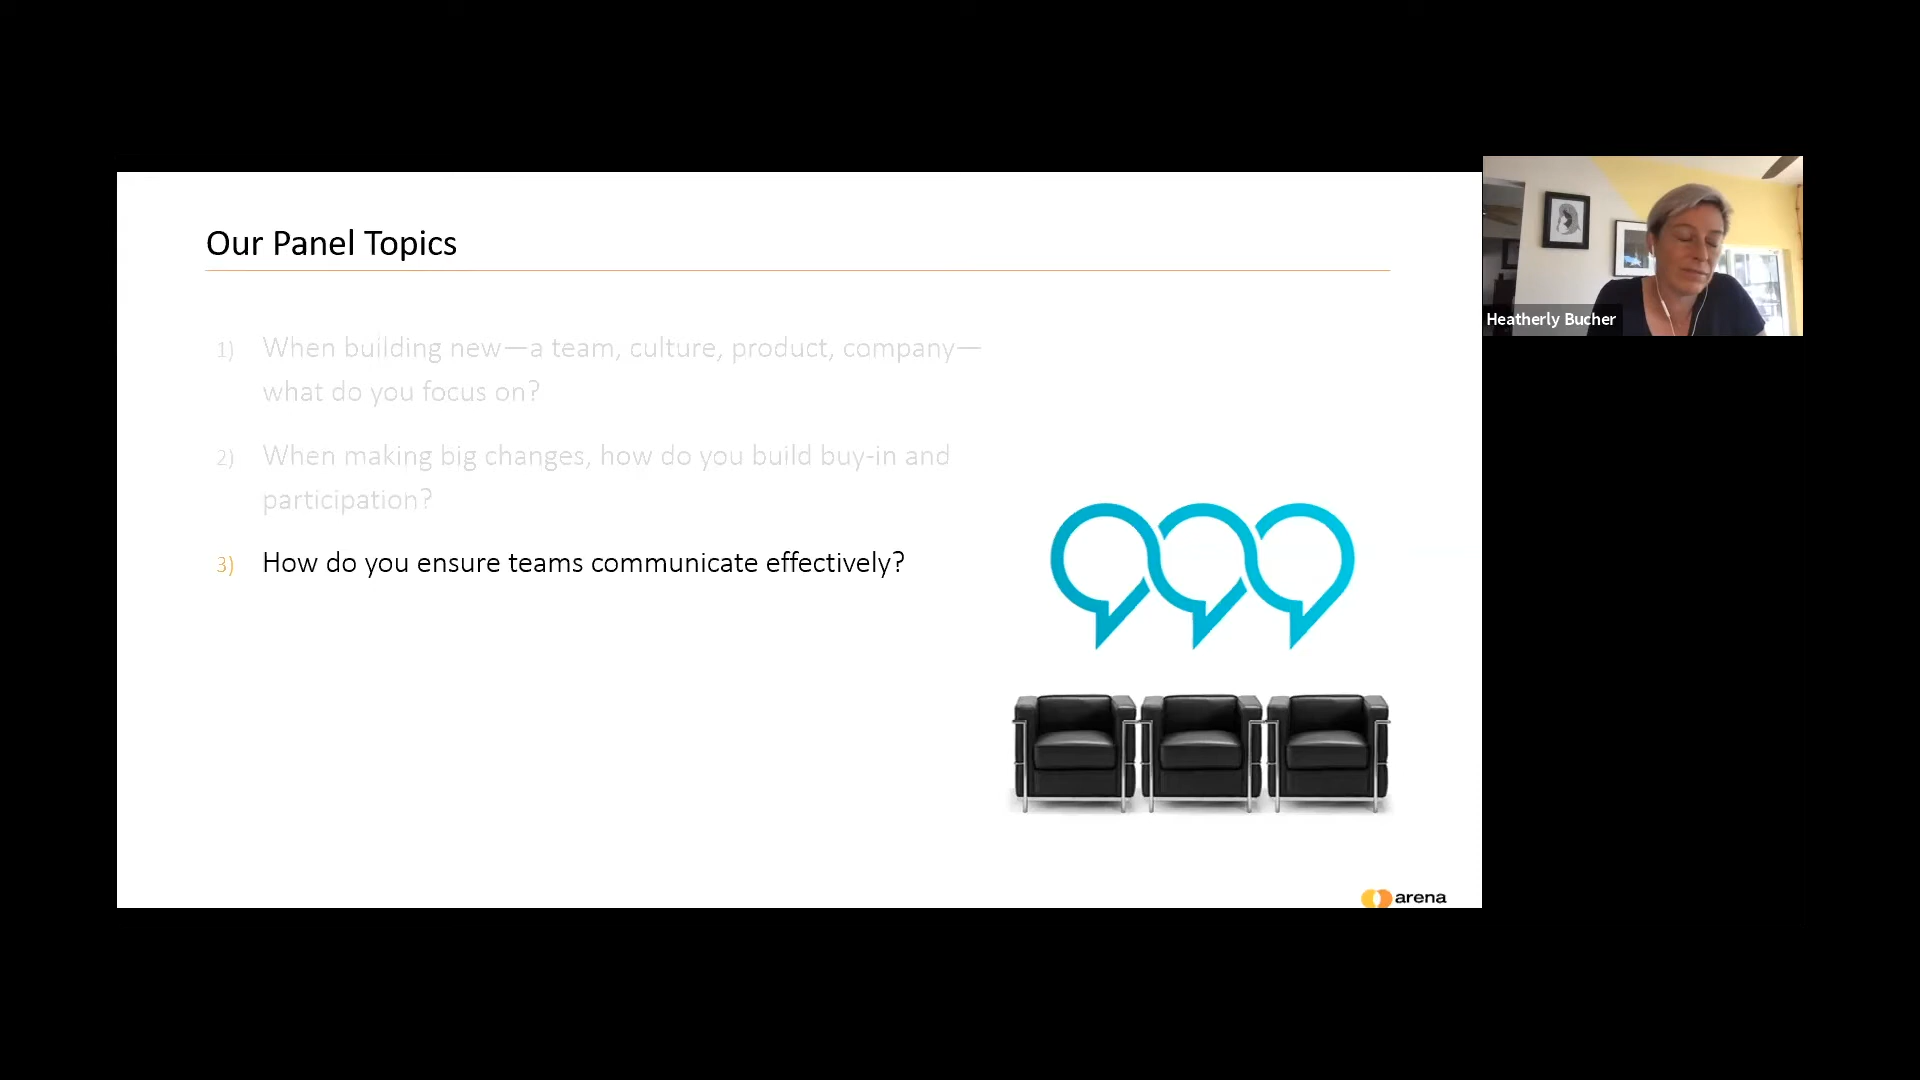 Our Panel Topics
1) When building new—a team, culture, product, company—
what do you focus on?
2) When making big changes, how do you build buy-in and
participation?
3) How do you ensure teams communicate effectively?
Heatherly Bucher
arena